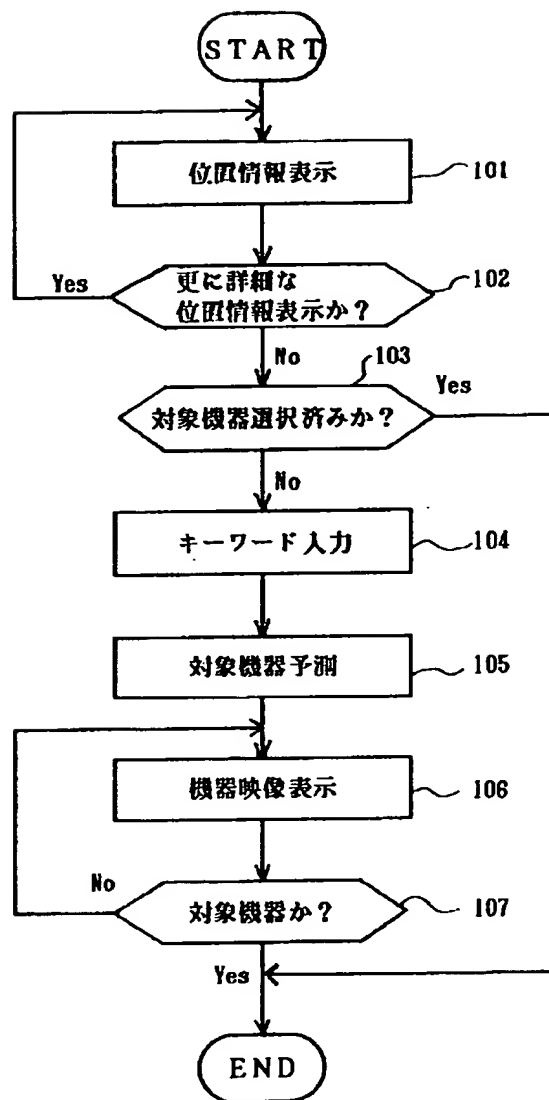 START
位置情報表示
101
更に詳細な
位置情報表示か?
102
Yes
No
103
対象機器選択済みか?
Yes
No
キーワード入力
104
対象機器予測
105
機器映像表示
106
No
対象機器か?
107
Yes
END